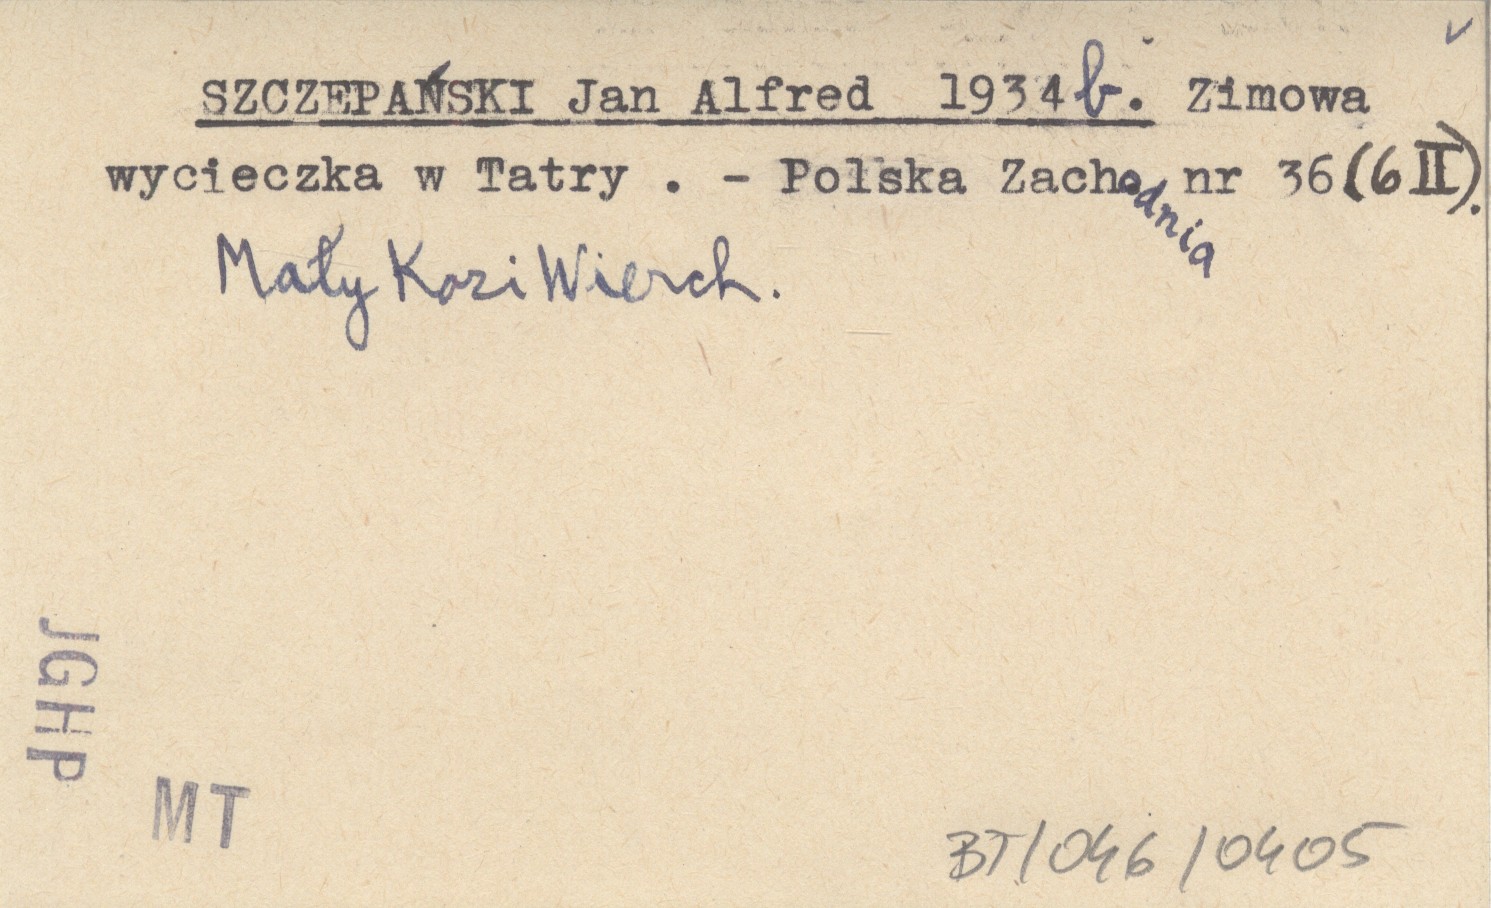 SZCZEPAŃSKI Jan Alfred 1934b. Zimowa
wycieczka w Tatry . - Polska Zachodnia nr 36 (6 II).
Mały Kozi Wierch.
JGHP
MT
BT/046/0405